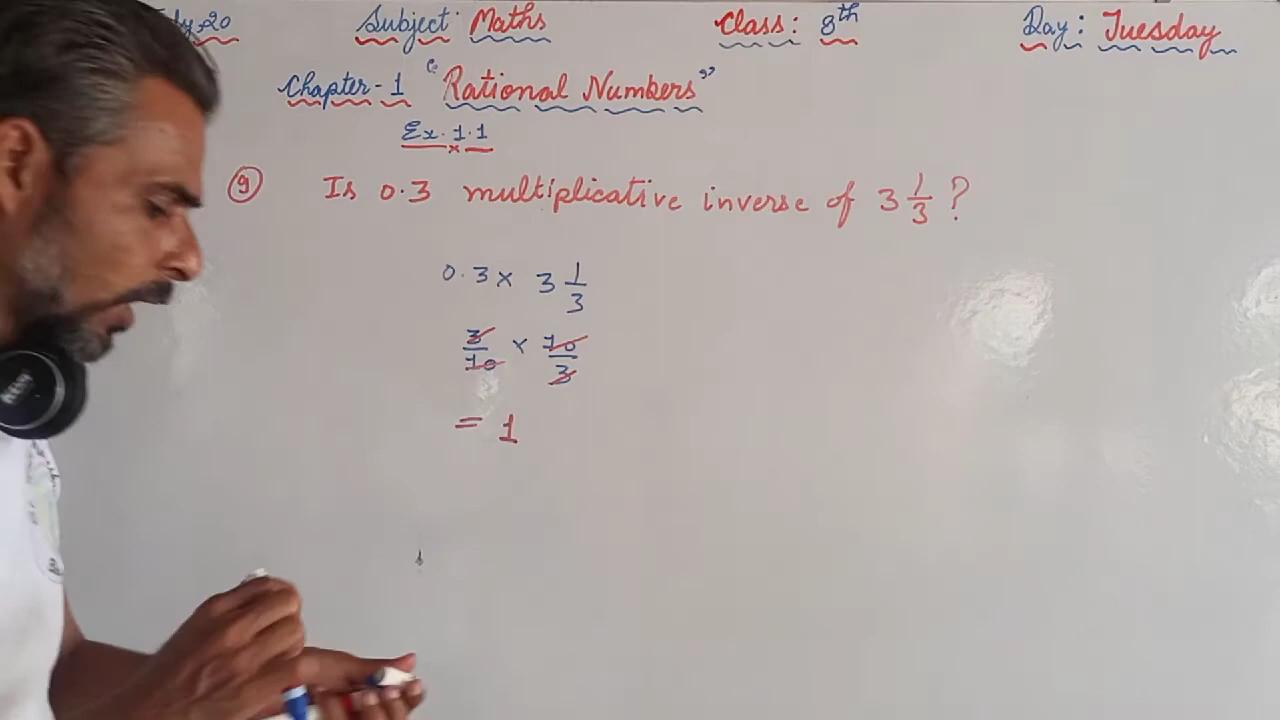 Subject: Maths Class: 8th Day: Tuesday
Chapter-1 "Rational Numbers"
Ex. 1.1
9 Is 0.3 multiplicative inverse of 3 1/3 ?
0.3 × 3 1/3
3/10 × 10/3
= 1